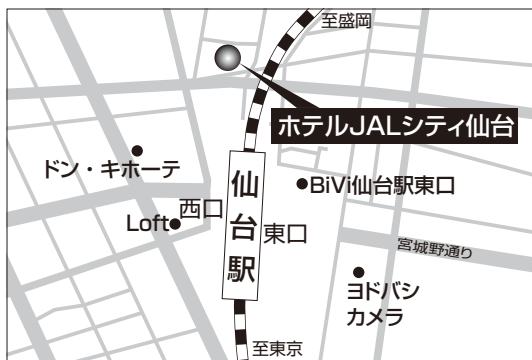 至盛岡
ホテルJALシティ仙台
ドン・キホーテ
BiVi仙台駅東口
西口
Loft
仙台駅
東口
宮城野通り
ヨドバシ
カメラ
至東京